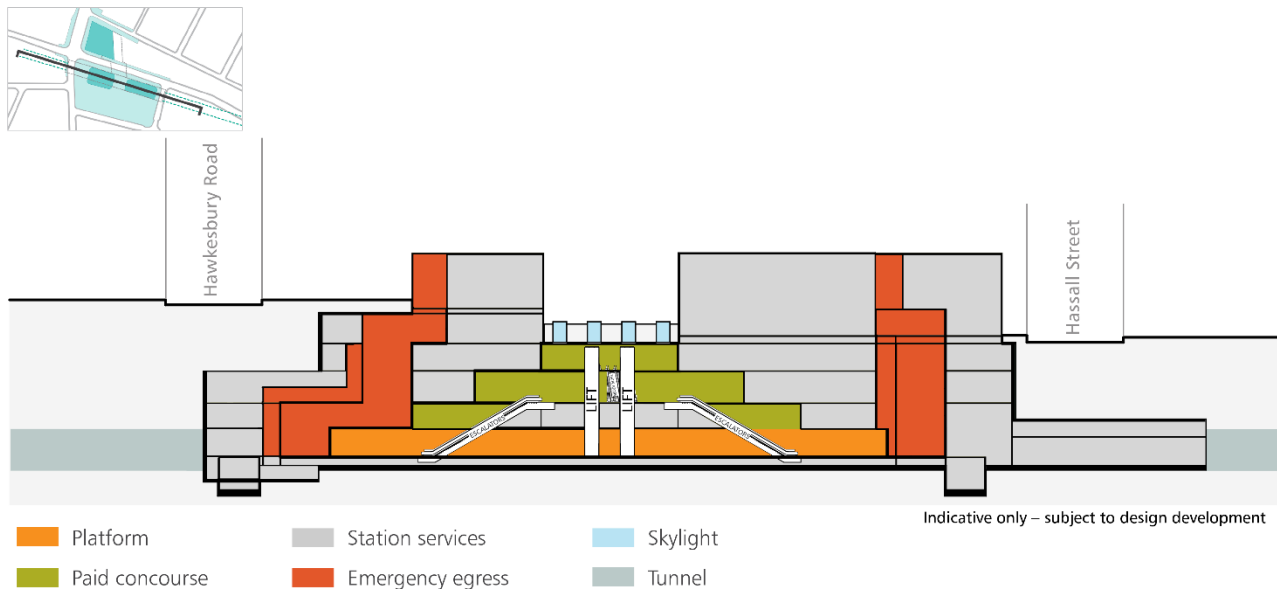 Hawkesbury Road
Hassall Street
LIFT
LIFT
ESCALATORS
ESCALATORS
Indicative only – subject to design development
Platform
Station services
Skylight
Paid concourse
Emergency egress
Tunnel